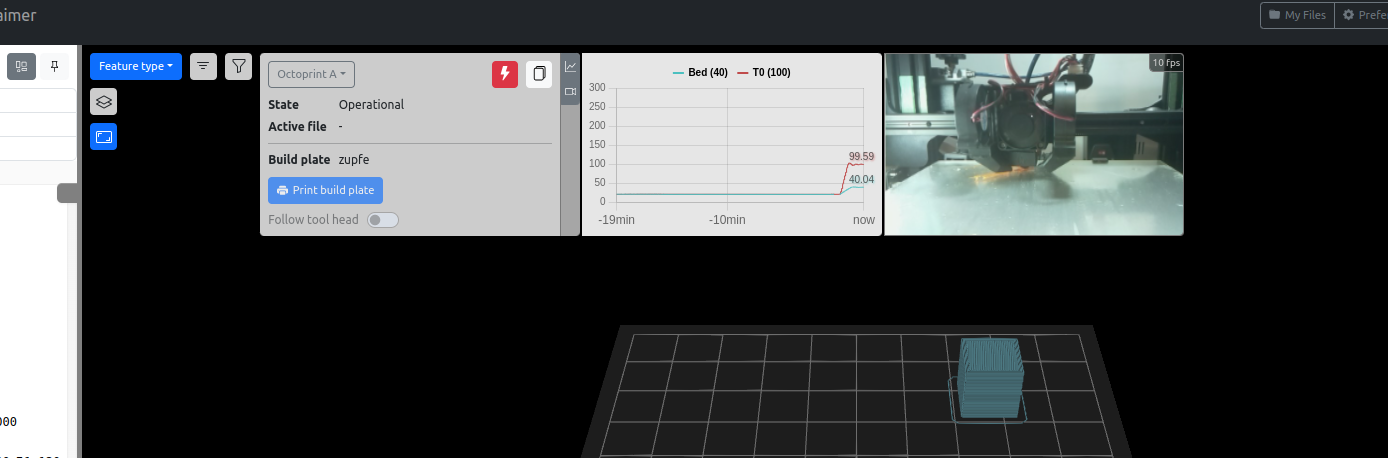 aimer
My Files
Prefe
Feature type
Octoprint A
State Operational
Active file -
Build plate zupfe
Print build plate
Follow tool head
Bed (40) T0 (100)
300
250
200
150
100
50
0
99.59
40.04
-19min -10min now
10 fps
000